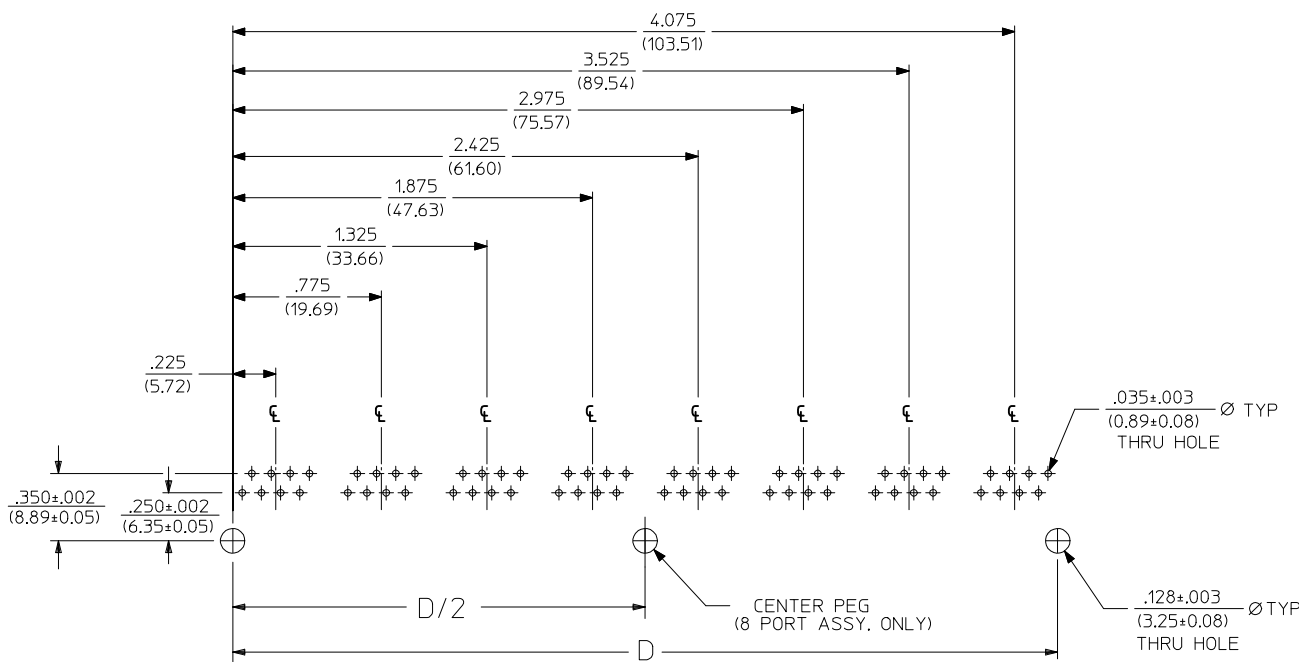 4.075
(103.51)
3.525
(89.54)
2.975
(75.57)
2.425
(61.60)
1.875
(47.63)
1.325
(33.66)
.775
(19.69)
.225
(5.72)
℄ ℄ ℄ ℄ ℄ ℄ ℄ ℄
.035±.003
(0.89±0.08)
Ø TYP
THRU HOLE
.350±.002
(8.89±0.05)
.250±.002
(6.35±0.05)
D/2
CENTER PEG
(8 PORT ASSY. ONLY)
D
.128±.003
(3.25±0.08)
Ø TYP
THRU HOLE